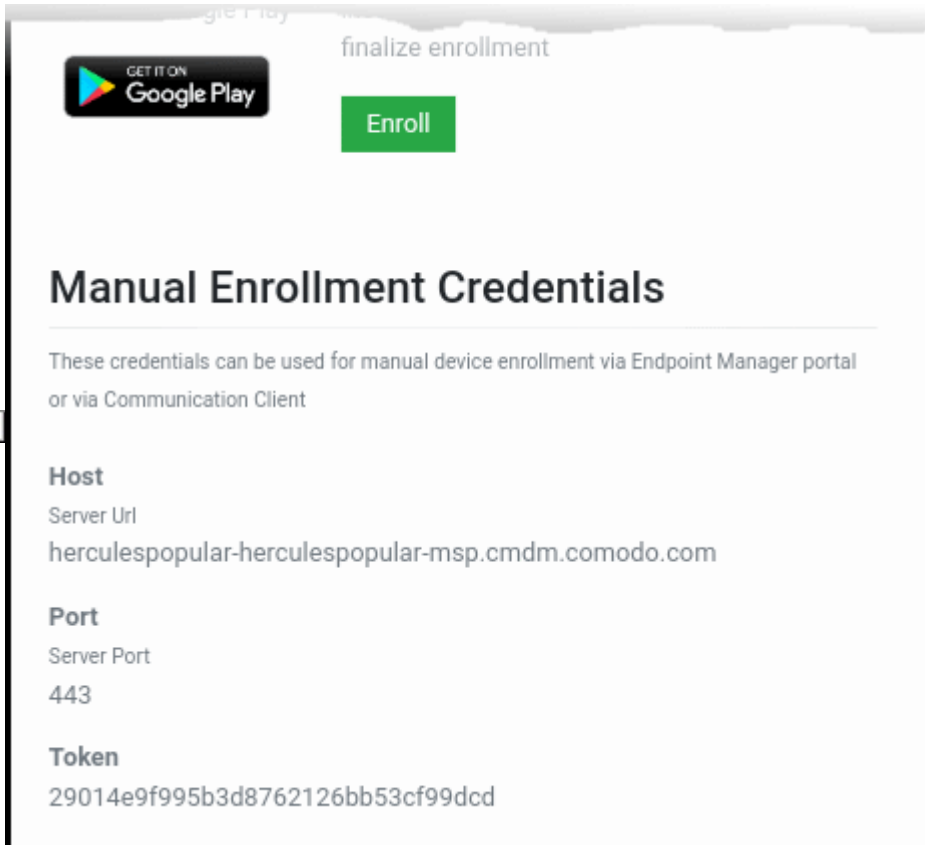 finalize enrollment
GET IT ON
Google Play
Enroll
Manual Enrollment Credentials
These credentials can be used for manual device enrollment via Endpoint Manager portal
or via Communication Client
Host
Server Url
herculespopular-herculespopular-msp.cmdm.comodo.com
Port
Server Port
443
Token
29014e9f995b3d8762126bb53cf99dcd